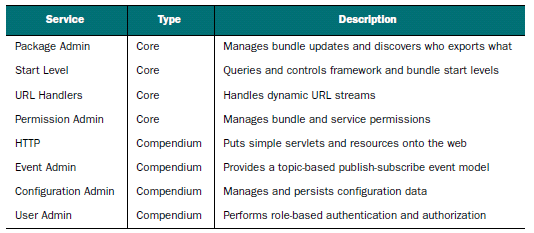 Service Type Description
Package Admin Core Manages bundle updates and discovers who exports what
Start Level Core Queries and controls framework and bundle start levels
URL Handlers Core Handles dynamic URL streams
Permission Admin Core Manages bundle and service permissions
HTTP Compendium Puts simple servlets and resources onto the web
Event Admin Compendium Provides a topic-based publish-subscribe event model
Configuration Admin Compendium Manages and persists configuration data
User Admin Compendium Performs role-based authentication and authorization